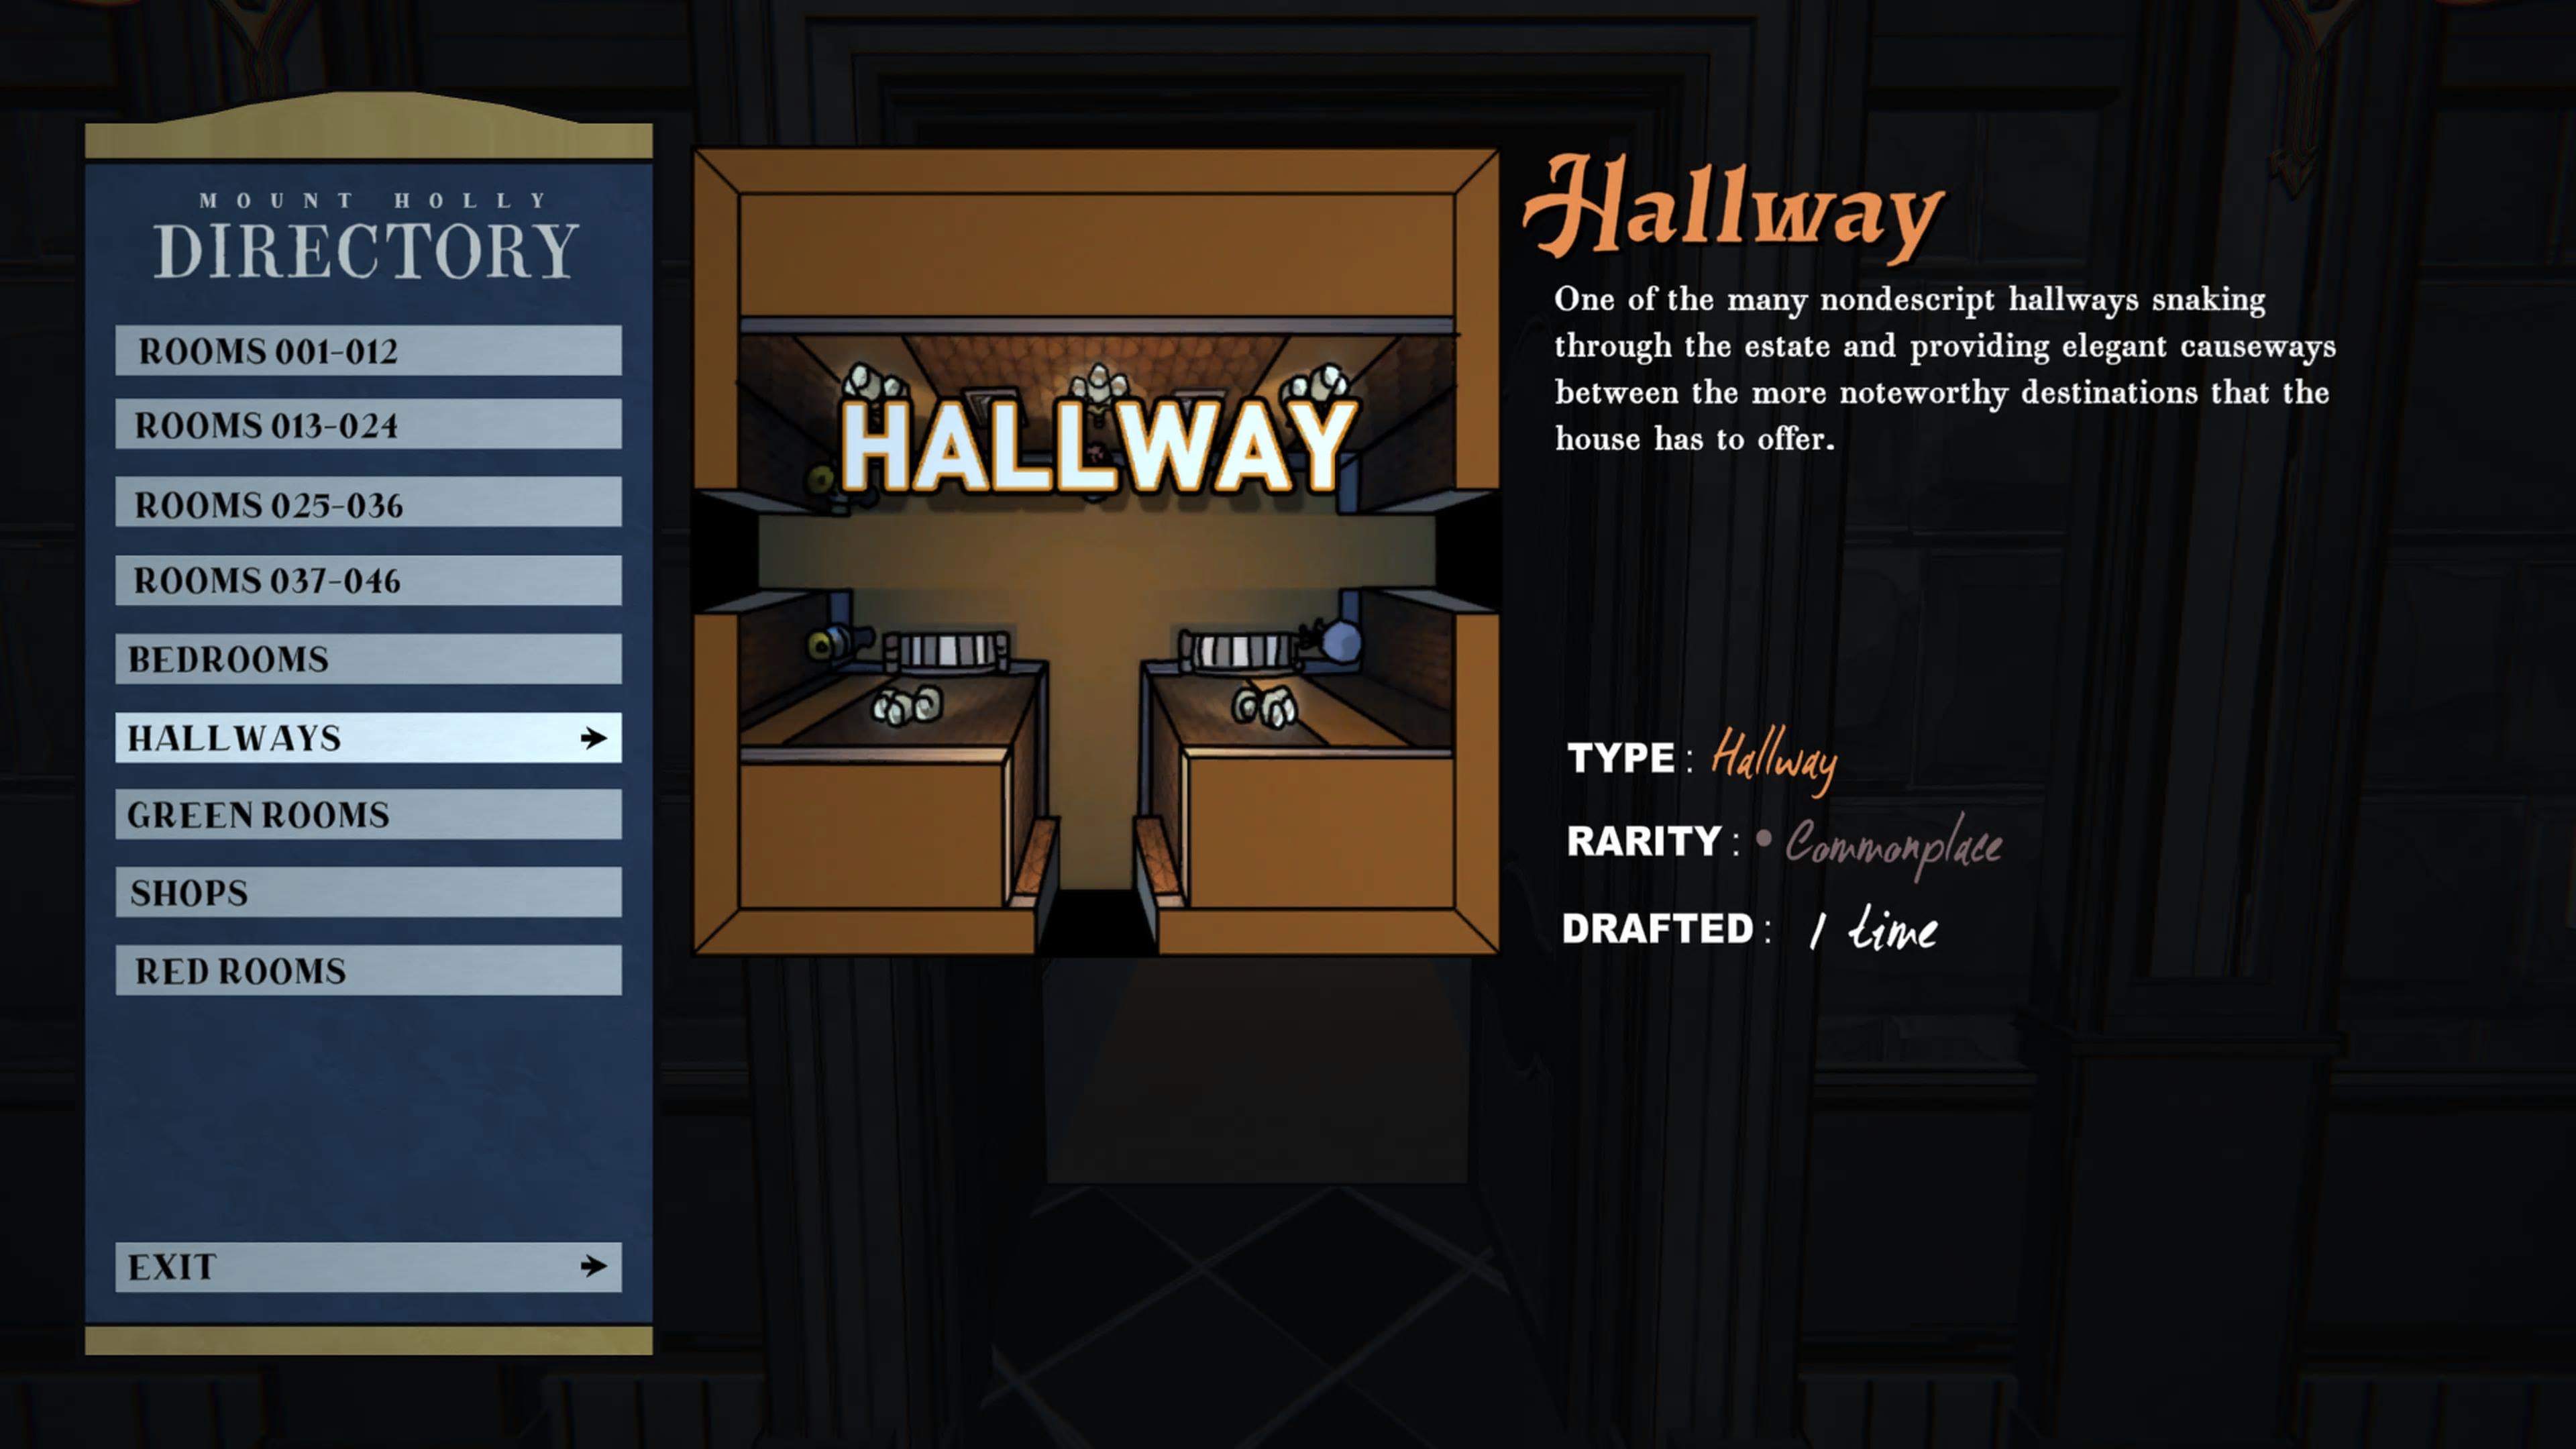 MOUNT HOLLY
DIRECTORY
ROOMS 001-012
ROOMS 013-024
ROOMS 025-036
ROOMS 037-046
BEDROOMS
HALLWAYS
GREEN ROOMS
SHOPS
RED ROOMS
EXIT
HALLWAY
Hallway
One of the many nondescript hallways snaking
through the estate and providing elegant causeways
between the more noteworthy destinations that the
house has to offer.
TYPE : Hallway
RARITY : • Commonplace
DRAFTED : 1 time